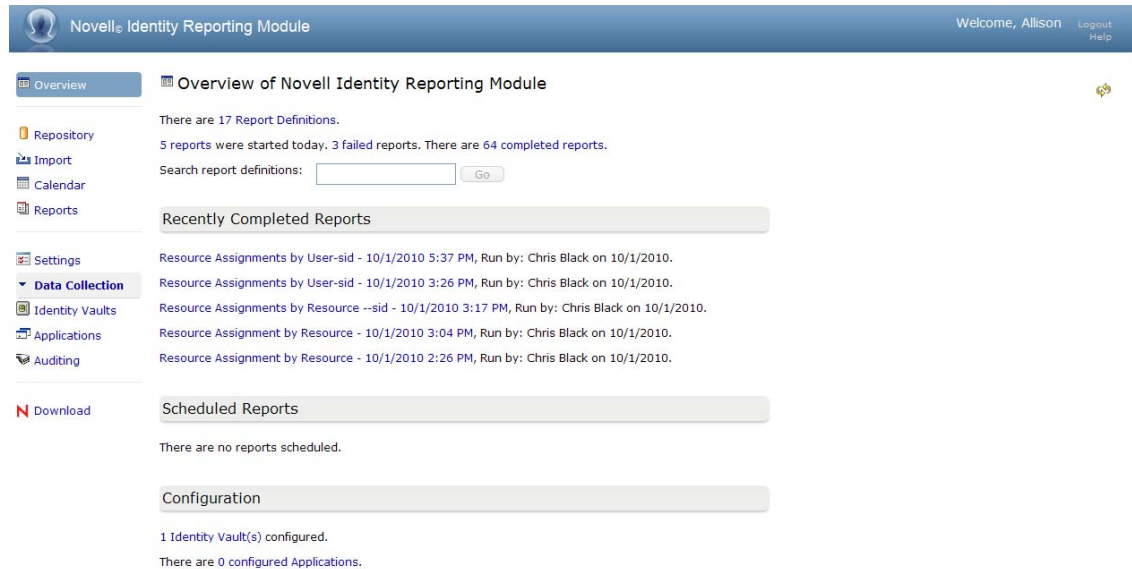 Novell® Identity Reporting Module
Welcome, Allison Logout
Help
Overview
Repository
Import
Calendar
Reports
Settings
Data Collection
Identity Vaults
Applications
Auditing
Download
Overview of Novell Identity Reporting Module
There are 17 Report Definitions.
5 reports were started today. 3 failed reports. There are 64 completed reports.
Search report definitions: Go
Recently Completed Reports
Resource Assignments by User-sid - 10/1/2010 5:37 PM, Run by: Chris Black on 10/1/2010.
Resource Assignments by User-sid - 10/1/2010 3:26 PM, Run by: Chris Black on 10/1/2010.
Resource Assignments by Resource --sid - 10/1/2010 3:17 PM, Run by: Chris Black on 10/1/2010.
Resource Assignment by Resource - 10/1/2010 3:04 PM, Run by: Chris Black on 10/1/2010.
Resource Assignment by Resource - 10/1/2010 2:26 PM, Run by: Chris Black on 10/1/2010.
Scheduled Reports
There are no reports scheduled.
Configuration
1 Identity Vault(s) configured.
There are 0 configured Applications.